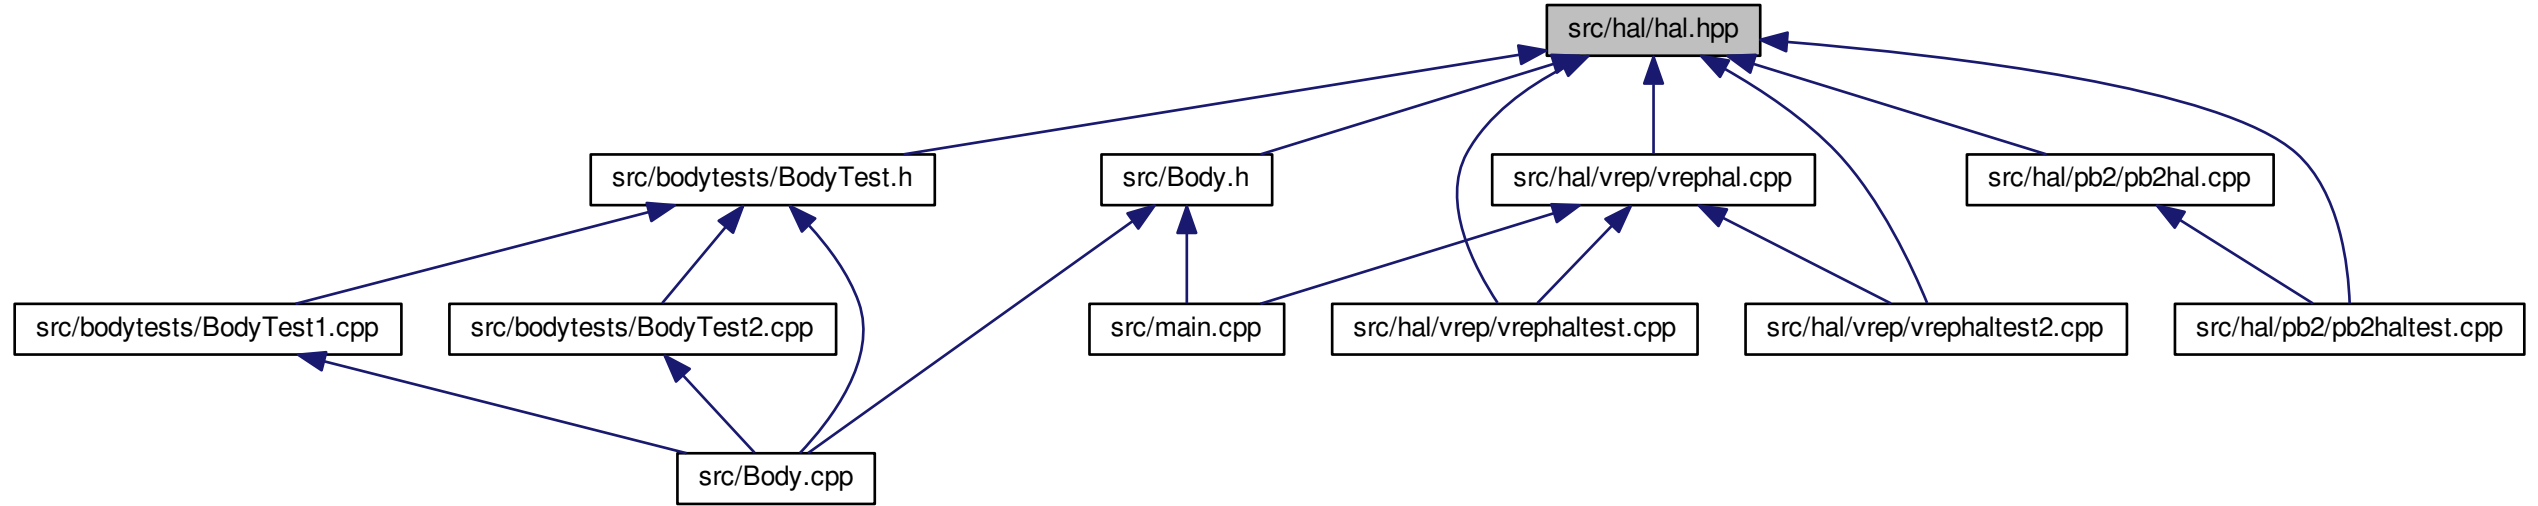 src/hal/hal.hpp
src/bodytests/BodyTest.h
src/Body.h
src/hal/vrep/vrephal.cpp
src/hal/pb2/pb2hal.cpp
src/bodytests/BodyTest1.cpp
src/bodytests/BodyTest2.cpp
src/main.cpp
src/hal/vrep/vrephaltest.cpp
src/hal/vrep/vrephaltest2.cpp
src/hal/pb2/pb2haltest.cpp
src/Body.cpp